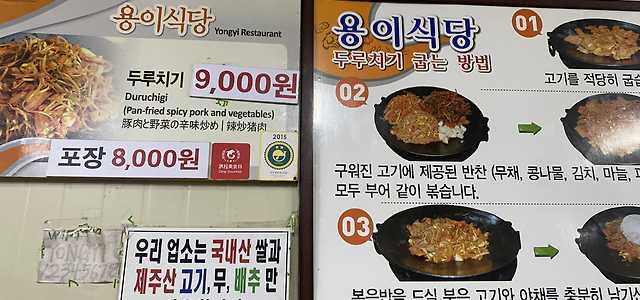 용이식당
Yongyi Restaurant
두루치기 9,000원
Duruchigi
(Pan-fried spicy pork and vegetables)
豚肉と野菜の辛味炒め | 辣炒猪肉
포장 8,000원
2015
WiFi
우리 업소는 국내산 쌀과
제주산 고기, 무, 배추 만
용이식당
두루치기 굽는 방법
01
고기를 적당히 굽습
02
구워진 고기에 제공된 반찬 (무채, 콩나물, 김치, 마늘, 파
모두 부어 같이 볶습니다.
03